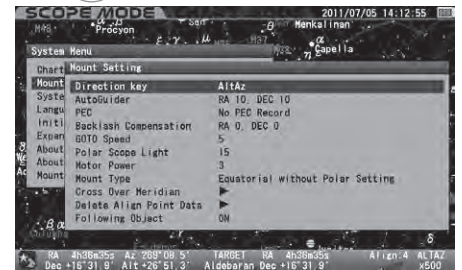 SCOPE MODE 2011/07/05 14:12:55
M48 Procyon Menkalinan
Capella
System Menu
Chart Mount Setting
Mount Direction key AltAz
Syste AutoGuider RA 10, DEC 10
Langu PEC No PEC Record
Initi Backlash Compensation RA 0, DEC 0
Expan GOTO Speed 5
About Polar Scope Light 15
About Motor Power 3
Mount Mount Type Equatorial without Polar Setting
Cross Over Meridian ▶
Delete Align Point Data ▶
Following Object ON
RA 4h36m35s Az 269°08.5' TARGET RA 4h36m35s Align:4 ALTAZ
Dec +16°31.9' Alt +26°51.3' Aldebaran Dec +16°31.9' x500